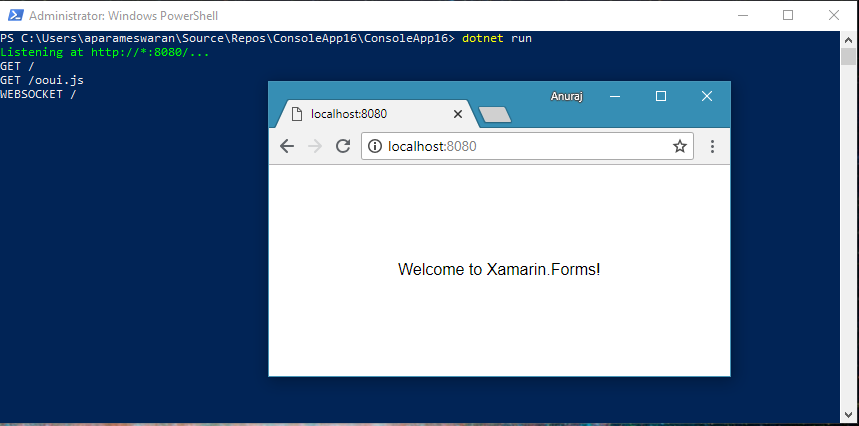 Administrator: Windows PowerShell
PS C:\Users\aparameswaran\Source\Repos\ConsoleApp16\ConsoleApp16> dotnet run
Listening at http://*:8080/...
GET /
GET /ooui.js
WEBSOCKET /
Anuraj
localhost:8080
localhost:8080
Welcome to Xamarin.Forms!